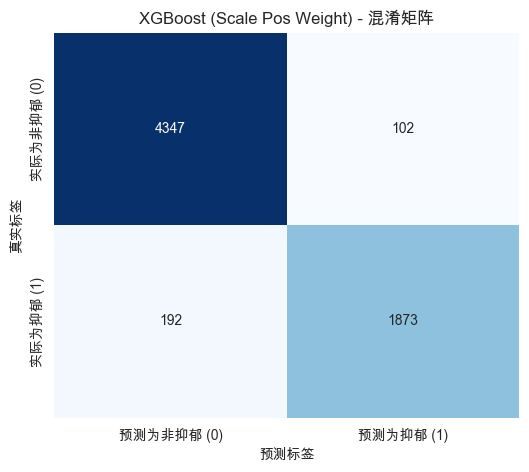 XGBoost (Scale Pos Weight) - 混淆矩阵
真实标签
实际为非抑郁 (0)
4347
102
实际为抑郁 (1)
192
1873
预测为非抑郁 (0)
预测为抑郁 (1)
预测标签